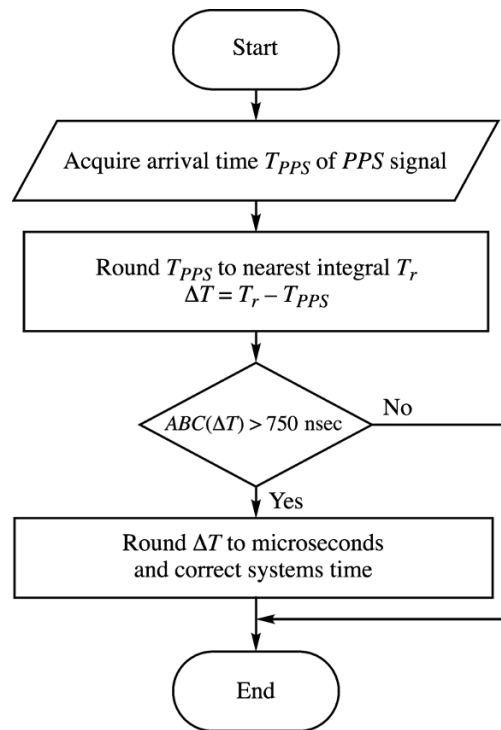 Start
Acquire arrival time T_PPS of PPS signal
Round T_PPS to nearest integral T_r
ΔT = T_r – T_PPS
ABC(ΔT) > 750 nsec
No
Yes
Round ΔT to microseconds
and correct systems time
End